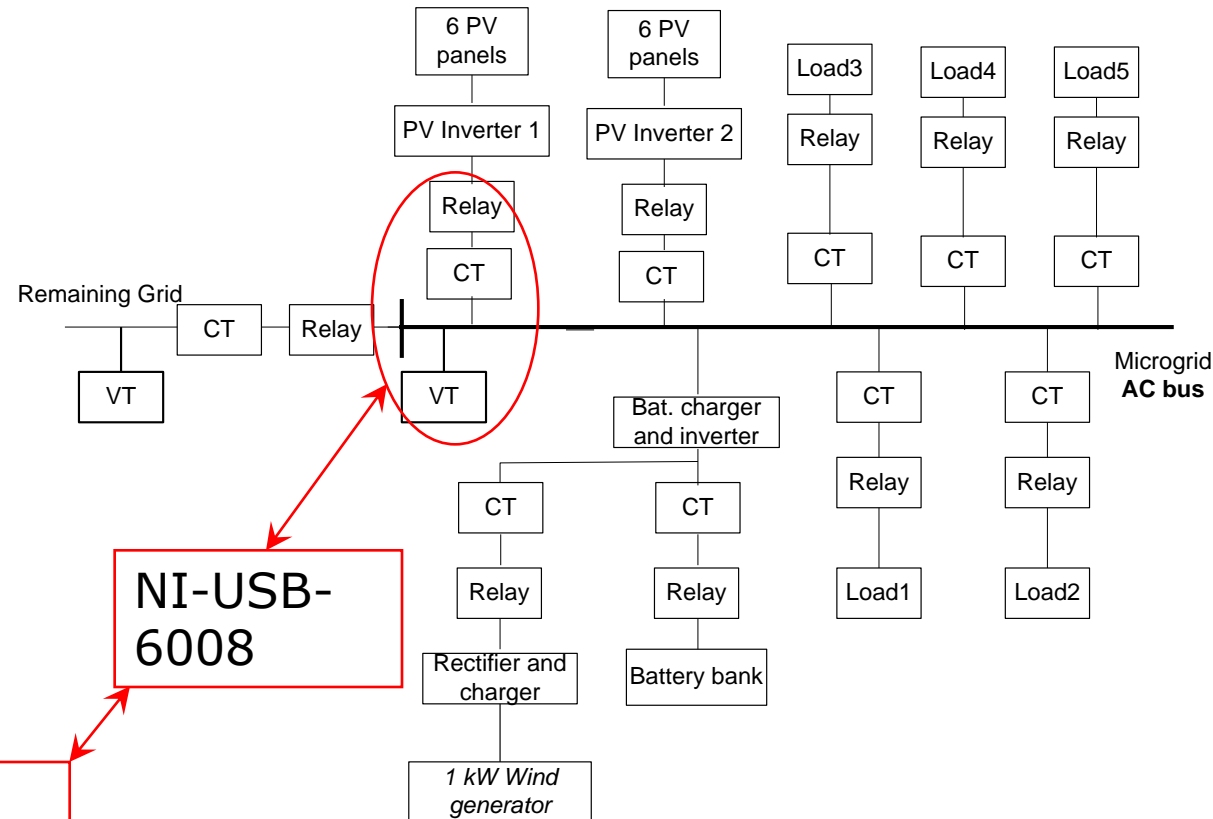 6 PV
panels
6 PV
panels
Load3
Load4
Load5
PV Inverter 1
PV Inverter 2
Relay
Relay
Relay
Relay
Relay
CT
CT
CT
CT
CT
Remaining Grid
CT
Relay
VT
VT
Microgrid
AC bus
Bat. charger
and inverter
CT
CT
CT
CT
Relay
Relay
NI-USB-
6008
Relay
Relay
Load1
Load2
Rectifier and
charger
Battery bank
1 kW Wind
generator